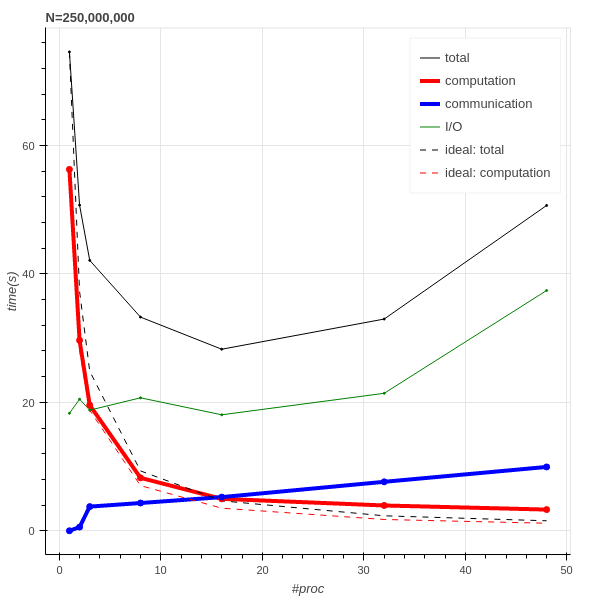 N=250,000,000
total
computation
communication
I/O
ideal: total
ideal: computation
time(s)
60
40
20
0
0 10 20 30 40 50
#proc